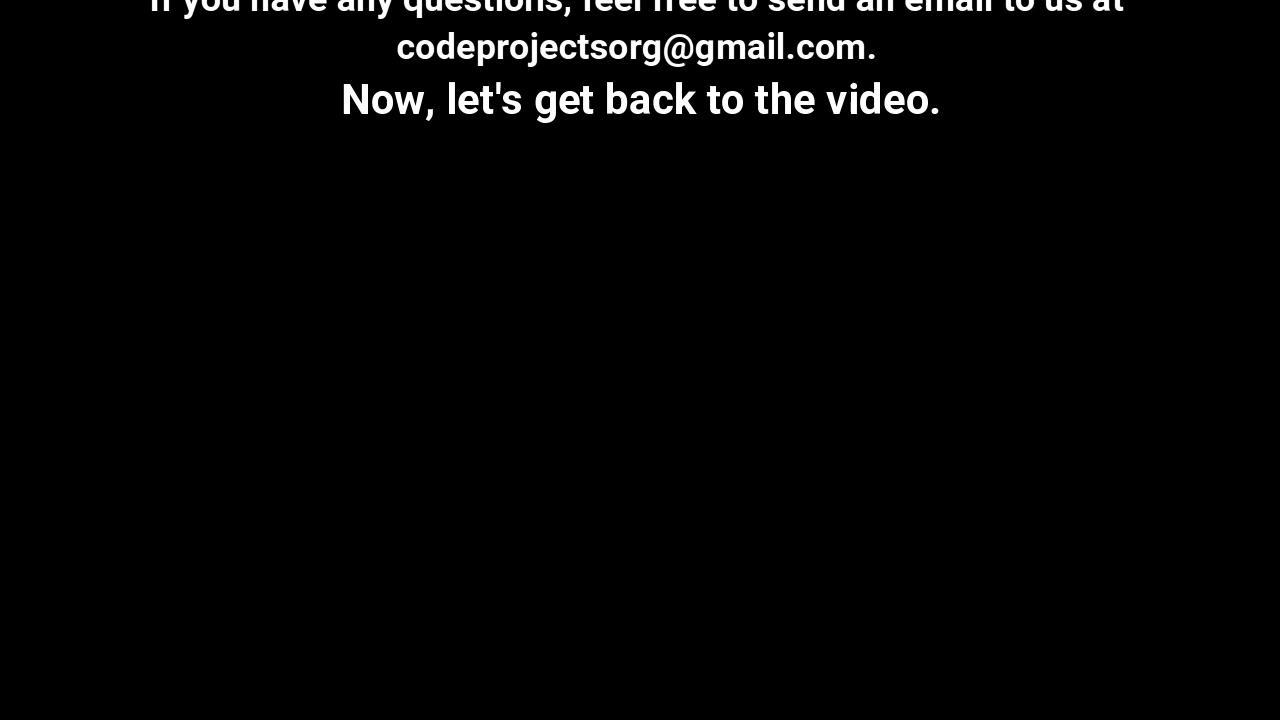 If you have any questions, feel free to send an email to us at
codeprojectsorg@gmail.com.
Now, let's get back to the video.